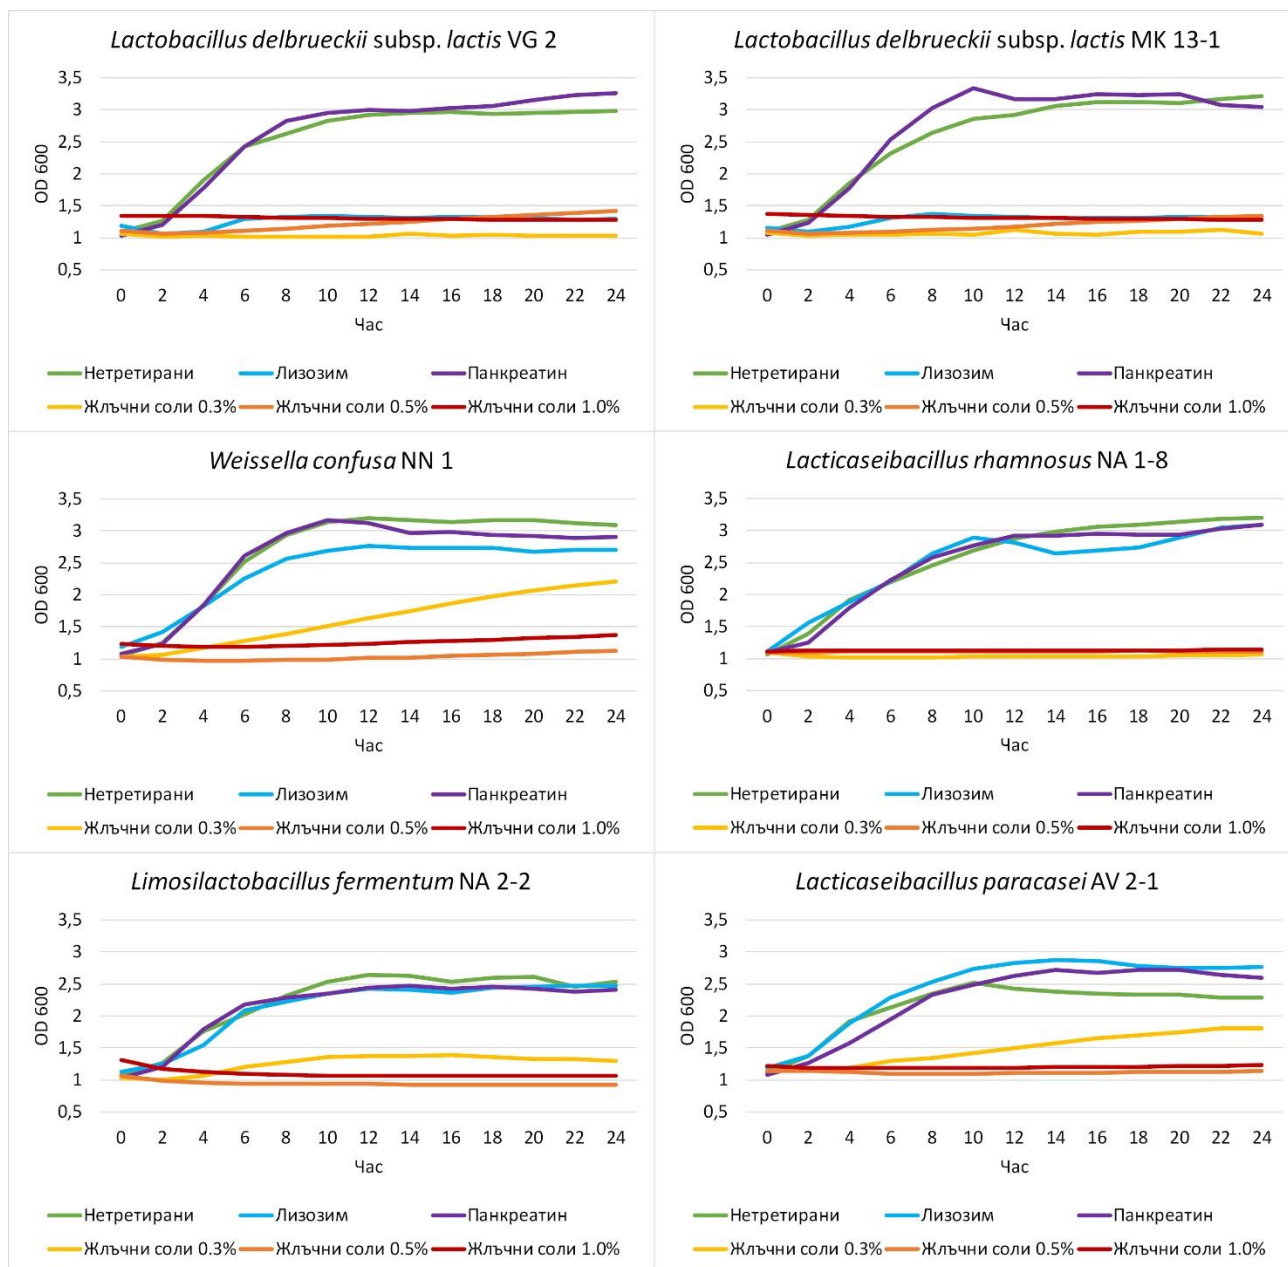 Lactobacillus delbrueckii subsp. lactis VG 2
3,5
3
2,5
2
1,5
1
0,5
OD 600
0 2 4 6 8 10 12 14 16 18 20 22 24
Час
Нетретирани Лизозим Панкреатин
Жлъчни соли 0.3% Жлъчни соли 0.5% Жлъчни соли 1.0%
Lactobacillus delbrueckii subsp. lactis MK 13-1
3,5
3
2,5
2
1,5
1
0,5
OD 600
0 2 4 6 8 10 12 14 16 18 20 22 24
Час
Нетретирани Лизозим Панкреатин
Жлъчни соли 0.3% Жлъчни соли 0.5% Жлъчни соли 1.0%
Weissella confusa NN 1
3,5
3
2,5
2
1,5
1
0,5
OD 600
0 2 4 6 8 10 12 14 16 18 20 22 24
Час
Нетретирани Лизозим Панкреатин
Жлъчни соли 0.3% Жлъчни соли 0.5% Жлъчни соли 1.0%
Lacticaseibacillus rhamnosus NA 1-8
3,5
3
2,5
2
1,5
1
0,5
OD 600
0 2 4 6 8 10 12 14 16 18 20 22 24
Час
Нетретирани Лизозим Панкреатин
Жлъчни соли 0.3% Жлъчни соли 0.5% Жлъчни соли 1.0%
Limosilactobacillus fermentum NA 2-2
3,5
3
2,5
2
1,5
1
0,5
OD 600
0 2 4 6 8 10 12 14 16 18 20 22 24
Час
Нетретирани Лизозим Панкреатин
Жлъчни соли 0.3% Жлъчни соли 0.5% Жлъчни соли 1.0%
Lacticaseibacillus paracasei AV 2-1
3,5
3
2,5
2
1,5
1
0,5
OD 600
0 2 4 6 8 10 12 14 16 18 20 22 24
Час
Нетретирани Лизозим Панкреатин
Жлъчни соли 0.3% Жлъчни соли 0.5% Жлъчни соли 1.0%